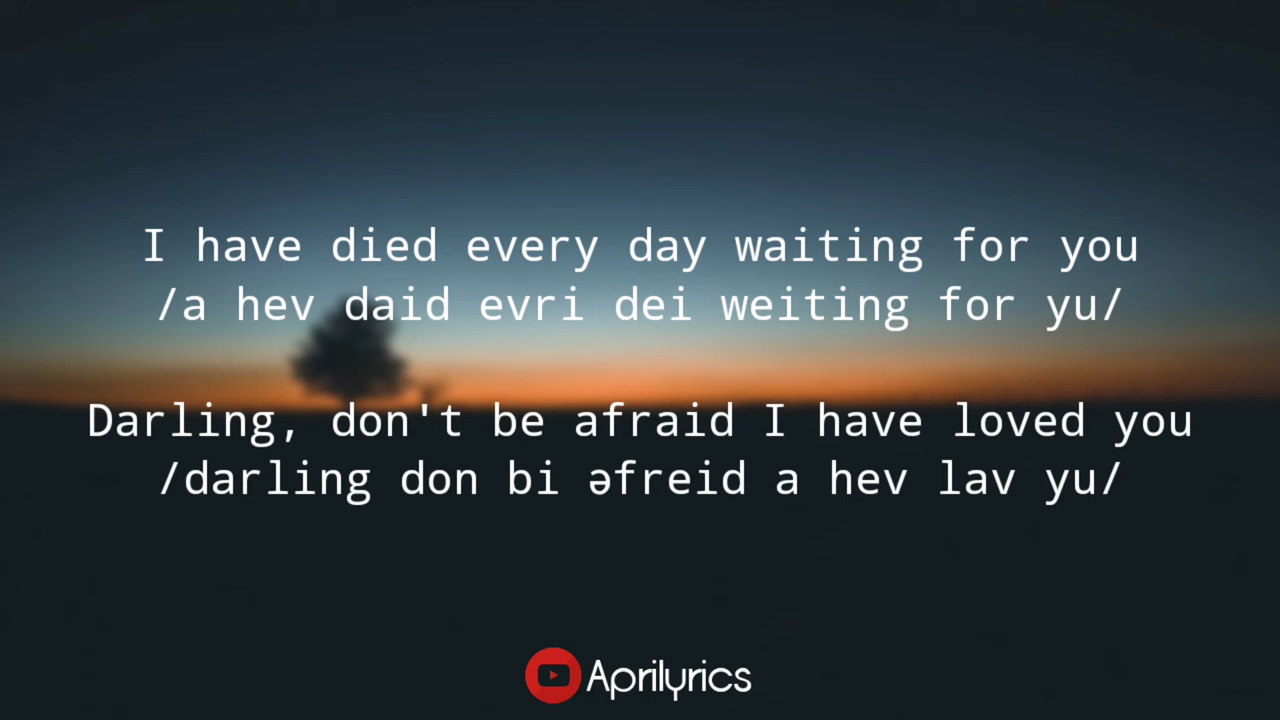 I have died every day waiting for you
/a hev daid evri dei weiting for yu/
Darling, don't be afraid I have loved you
/darling don bi əfreid a hev lav yu/
Aprilyrics